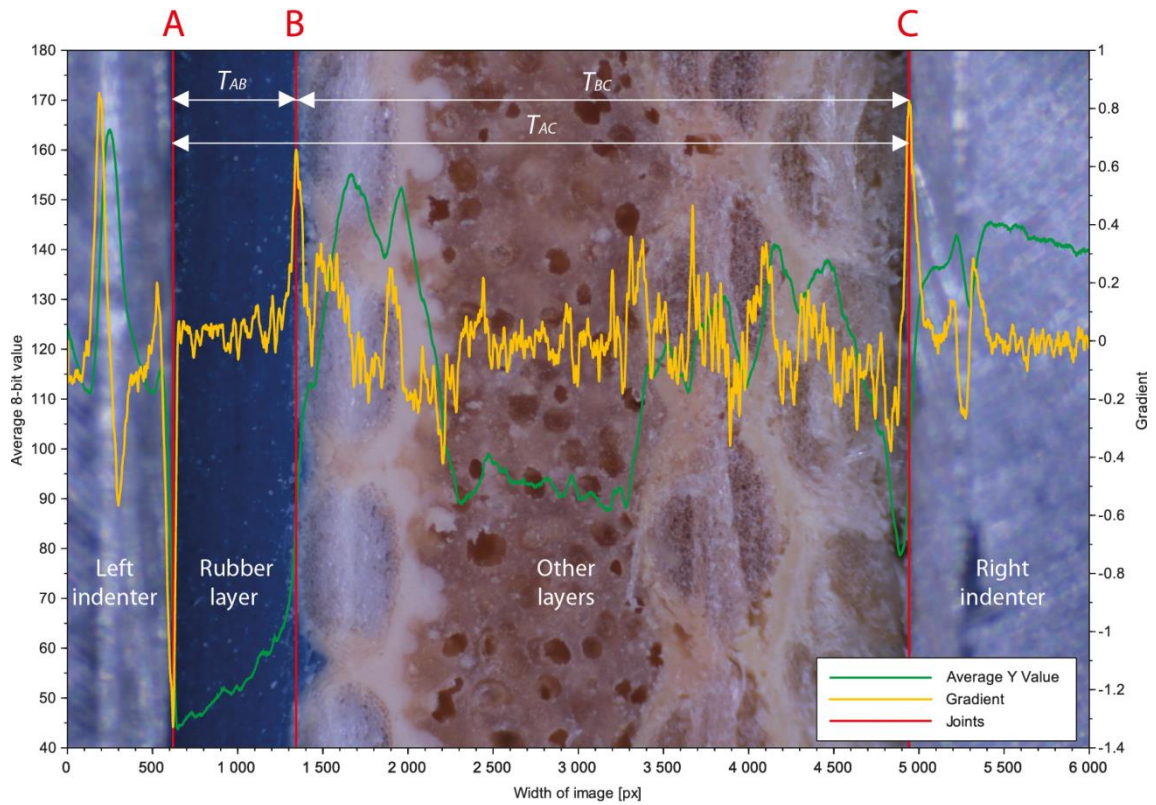 A B C
180 1
T_AB T_BC
170 0.8
T_AC
160 0.6
150 0.4
140
130 0.2
120 0
110 -0.2
100 -0.4
90 -0.6
80 -0.8
70
60 -1
50 -1.2
40 -1.4
Average 8-bit value
Gradient
Left
indenter
Rubber
layer
Other
layers
Right
indenter
Average Y Value
Gradient
Joints
0 500 1 000 1 500 2 000 2 500 3 000 3 500 4 000 4 500 5 000 5 500 6 000
Width of image [px]